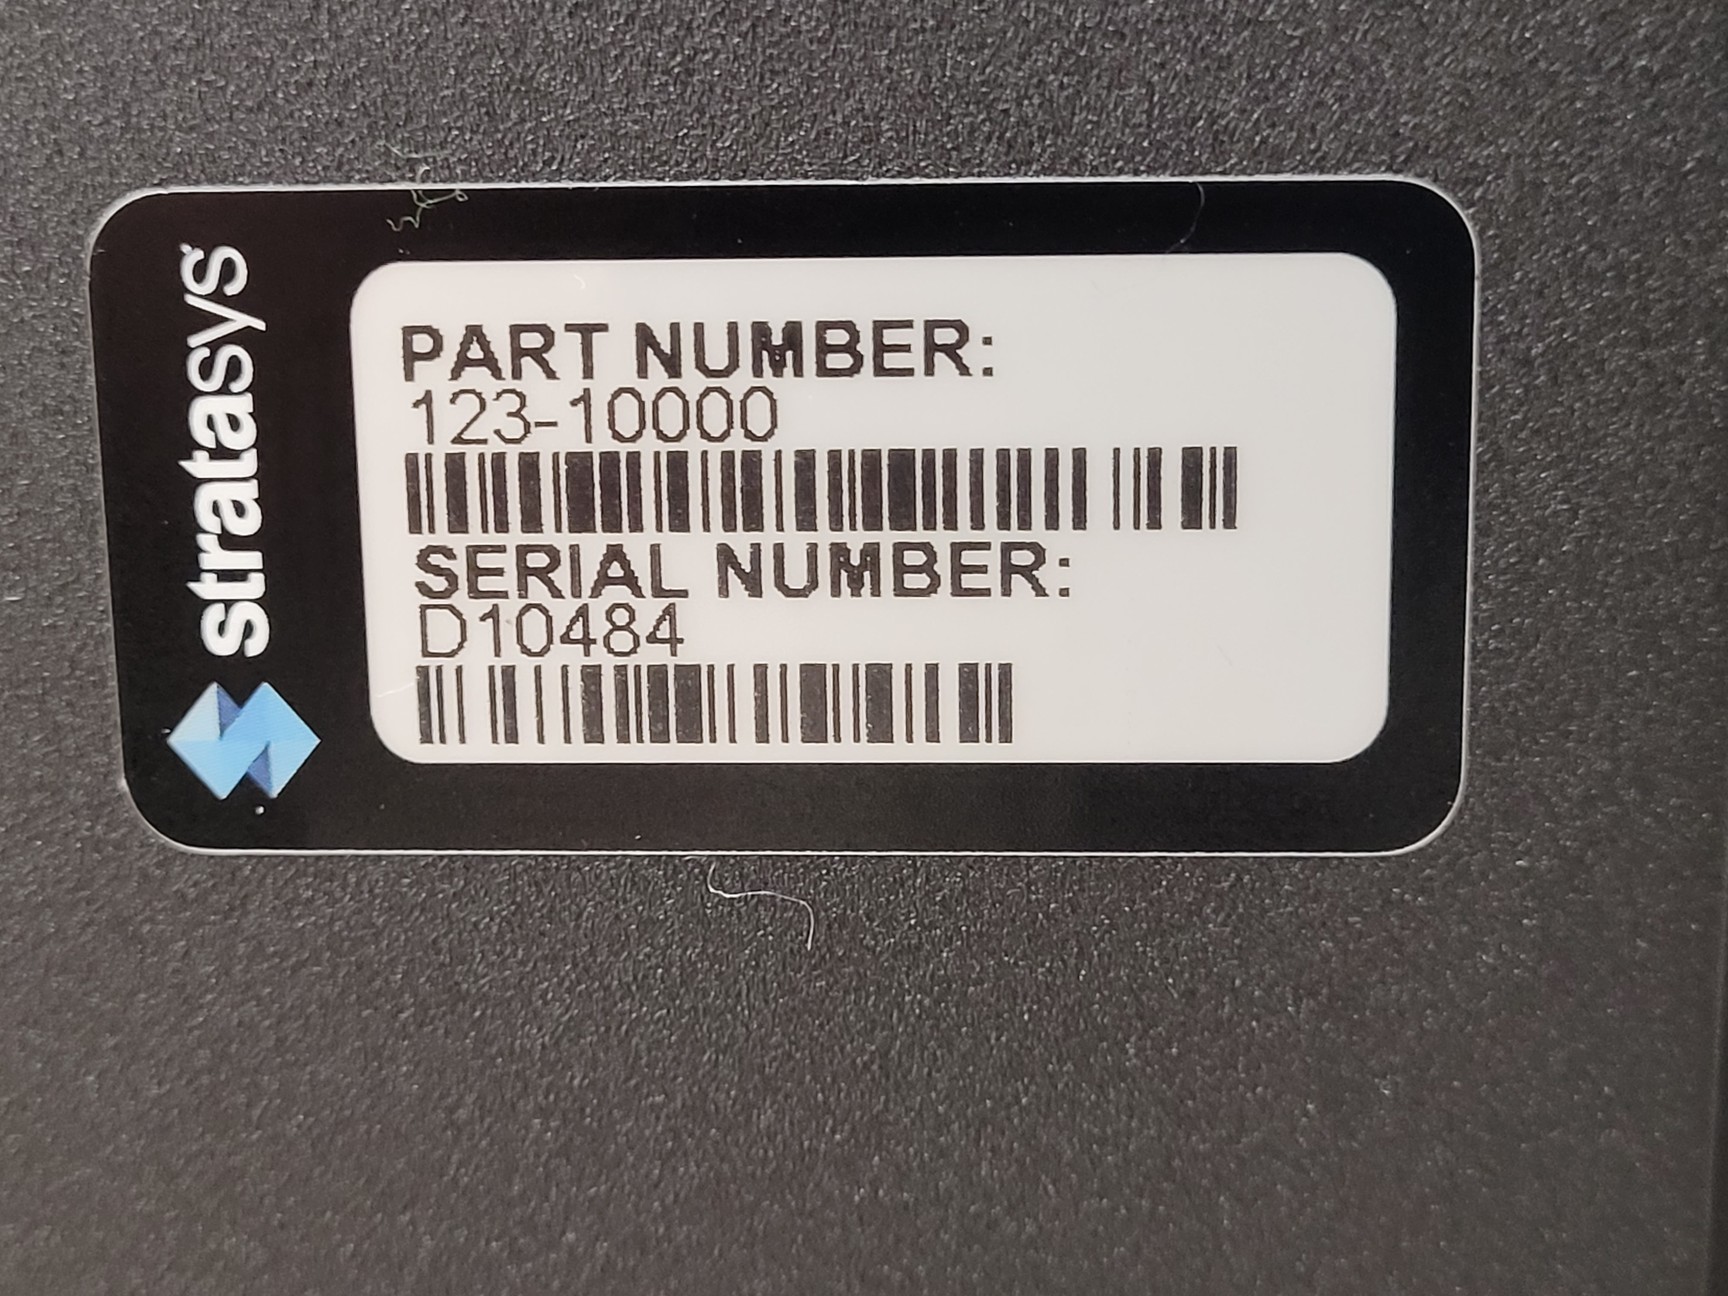 stratasys
PART NUMBER:
123-10000
SERIAL NUMBER:
D10484